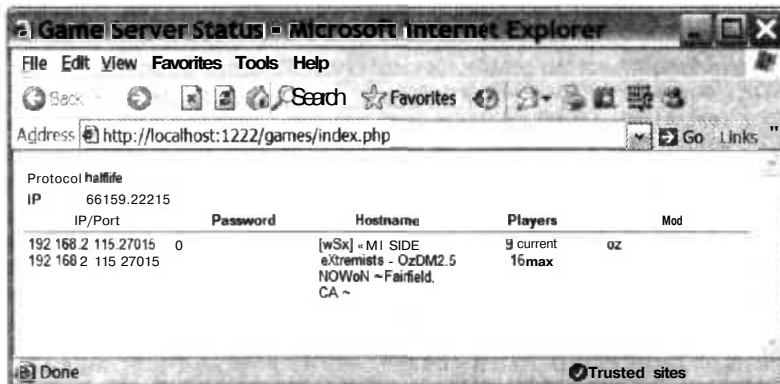 Game Server Status - Microsoft Internet Explorer
File Edit View Favorites Tools Help
Back Search Favorites
Address http://localhost:1222/games/index.php Go Links "
Protocol halflife
IP 66159.22215
IP/Port Password Hostname Players Mod
192 168.2 115.27015 0 [wSx] « MI SIDE 9 current oz
192 168 2 115 27015 eXtremists - OzDM2.5 16 max
NOWoN ~Fairfield,
CA ~
Done Trusted sites